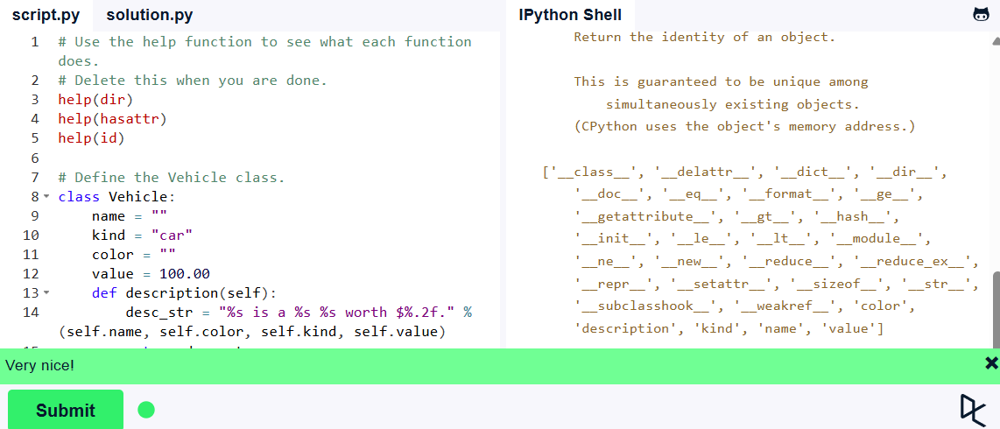 script.py solution.py
1 # Use the help function to see what each function
does.
2 # Delete this when you are done.
3 help(dir)
4 help(hasattr)
5 help(id)
6
7 # Define the Vehicle class.
8 class Vehicle:
9 name = ""
10 kind = "car"
11 color = ""
12 value = 100.00
13 def description(self):
14 desc_str = "%s is a %s %s worth $%.2f." %
(self.name, self.color, self.kind, self.value)
IPython Shell
Return the identity of an object.
This is guaranteed to be unique among
simultaneously existing objects.
(CPython uses the object's memory address.)
['__class__', '__delattr__', '__dict__', '__dir__',
'__doc__', '__eq__', '__format__', '__ge__',
'__getattribute__', '__gt__', '__hash__',
'__init__', '__le__', '__lt__', '__module__',
'__ne__', '__new__', '__reduce__', '__reduce_ex__',
'__repr__', '__setattr__', '__sizeof__', '__str__',
'__subclasshook__', '__weakref__', 'color',
'description', 'kind', 'name', 'value']
Very nice!
Submit